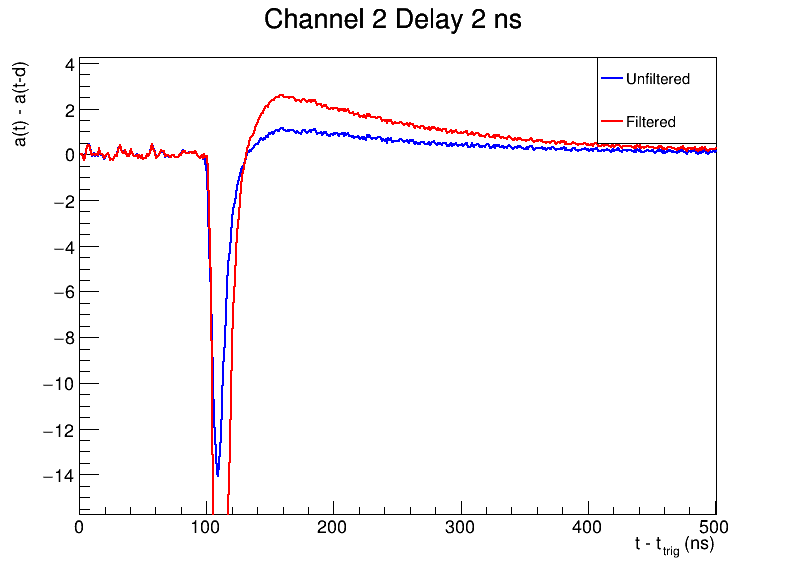 Channel 2 Delay 2 ns
a(t) - a(t-d)
4
2
0
−2
−4
−6
−8
−10
−12
−14
Unfiltered
Filtered
0 100 200 300 400 500
t - t_trig (ns)